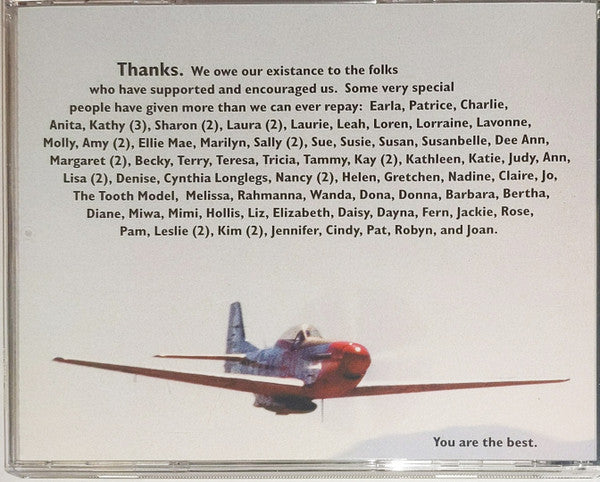 Thanks. We owe our existance to the folks
who have supported and encouraged us. Some very special
people have given more than we can ever repay: Earla, Patrice, Charlie,
Anita, Kathy (3), Sharon (2), Laura (2), Laurie, Leah, Loren, Lorraine, Lavonne,
Molly, Amy (2), Ellie Mae, Marilyn, Sally (2), Sue, Susie, Susan, Susanbelle, Dee Ann,
Margaret (2), Becky, Terry, Teresa, Tricia, Tammy, Kay (2), Kathleen, Katie, Judy, Ann,
Lisa (2), Denise, Cynthia Longlegs, Nancy (2), Helen, Gretchen, Nadine, Claire, Jo,
The Tooth Model, Melissa, Rahmanna, Wanda, Dona, Donna, Barbara, Bertha,
Diane, Miwa, Mimi, Hollis, Liz, Elizabeth, Daisy, Dayna, Fern, Jackie, Rose,
Pam, Leslie (2), Kim (2), Jennifer, Cindy, Pat, Robyn, and Joan.
You are the best.